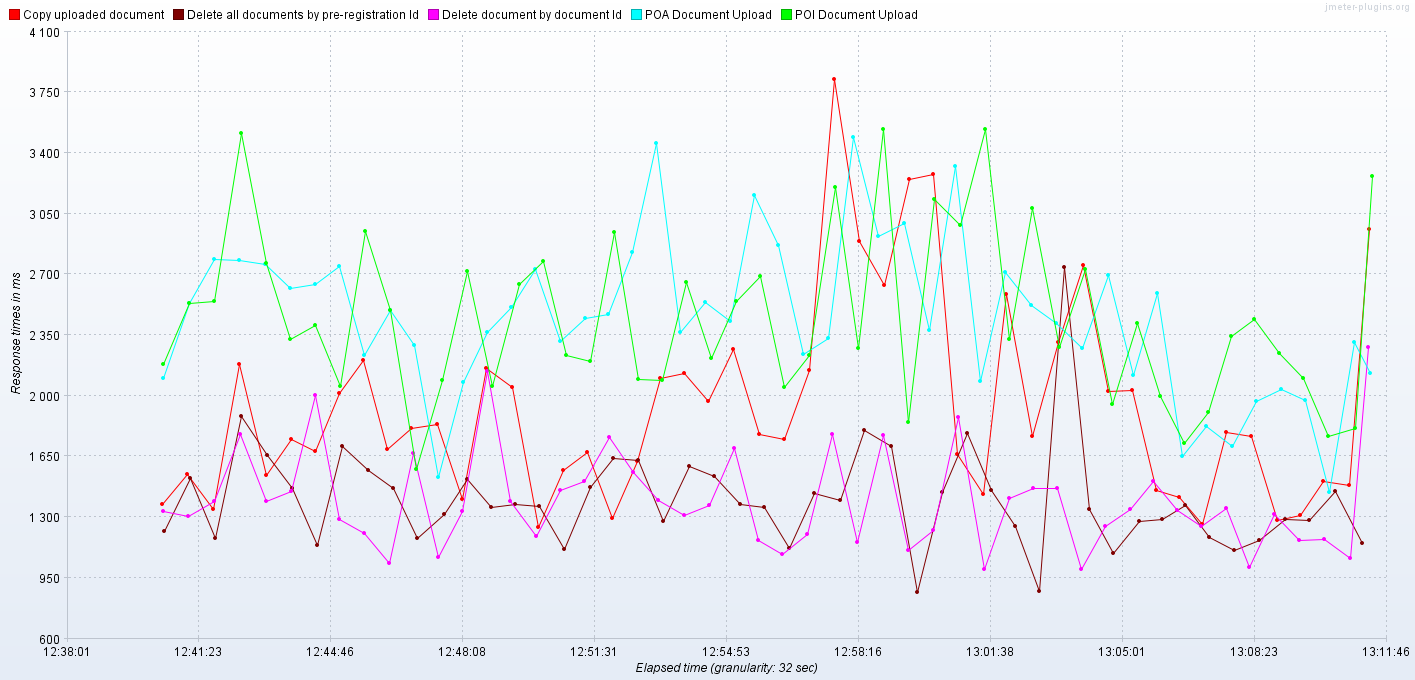 jmeter-plugins.org
Copy uploaded document Delete all documents by pre-registration Id Delete document by document Id POA Document Upload POI Document Upload
4 100
3 750
3 400
3 050
2 700
2 350
2 000
1 650
1 300
950
600
Response times in ms
12:38:01 12:41:23 12:44:46 12:48:08 12:51:31 12:54:53 12:58:16 13:01:38 13:05:01 13:08:23 13:11:46
Elapsed time (granularity: 32 sec)